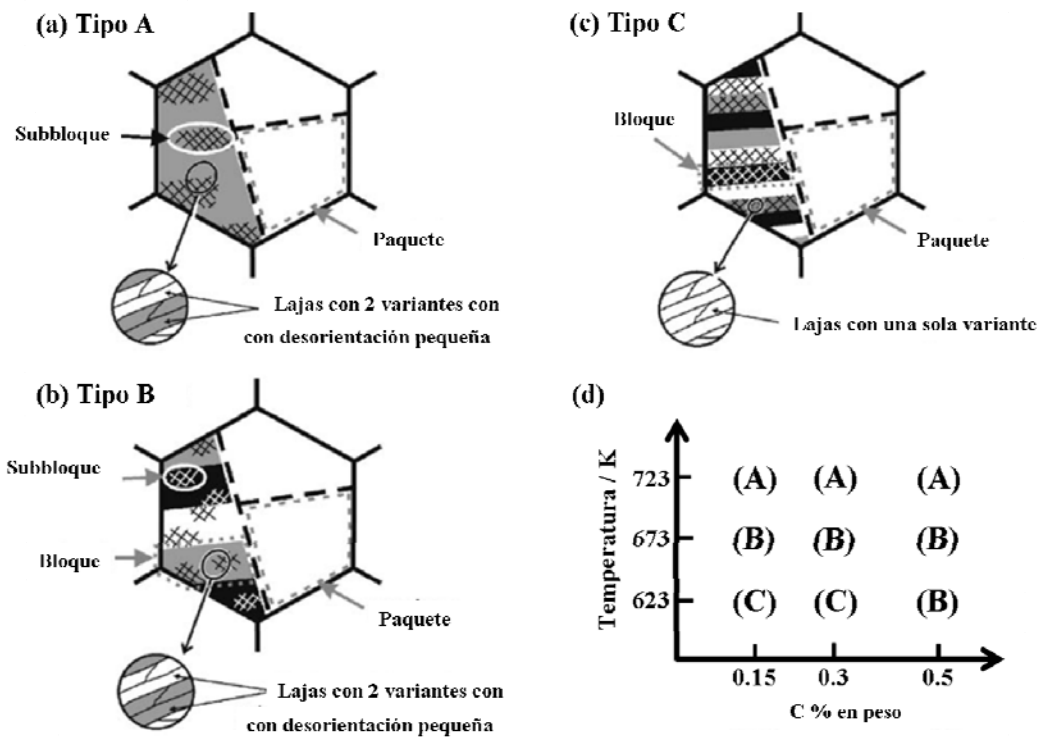 (a) Tipo A
Subbloque
Paquete
Lajas con 2 variantes con
con desorientación pequeña
(c) Tipo C
Bloque
Paquete
Lajas con una sola variante
(b) Tipo B
Subbloque
Bloque
Paquete
Lajas con 2 variantes con
con desorientación pequeña
(d)
Temperatura / K
723 (A) (A) (A)
673 (B) (B) (B)
623 (C) (C) (B)
0.15 0.3 0.5
C % en peso